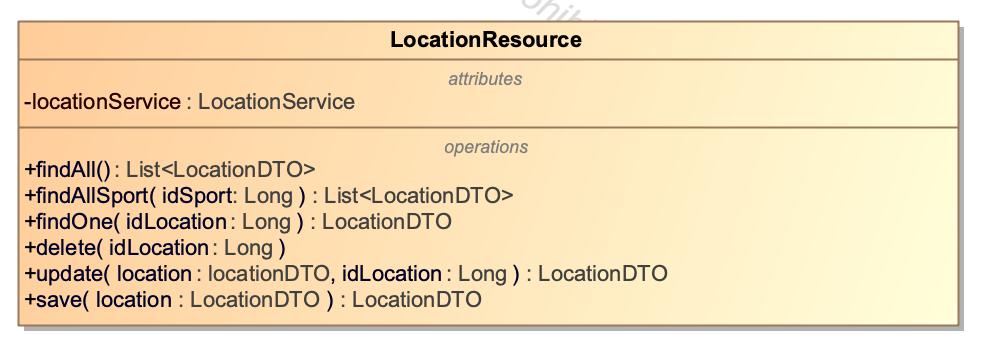 LocationResource
attributes
-locationService : LocationService
operations
+findAll() : List<LocationDTO>
+findAllSport( idSport: Long ) : List<LocationDTO>
+findOne( idLocation : Long ) : LocationDTO
+delete( idLocation : Long )
+update( location : locationDTO, idLocation : Long ) : LocationDTO
+save( location : LocationDTO ) : LocationDTO